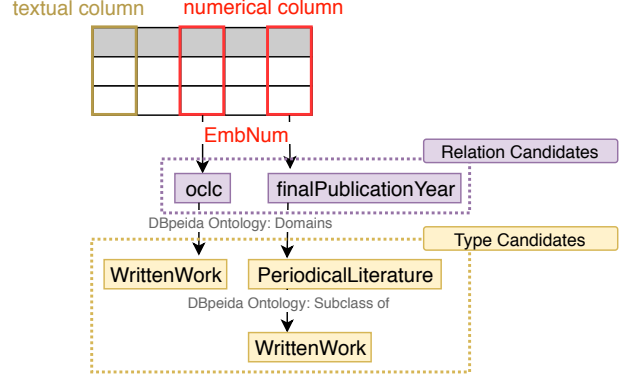 textual column numerical column
EmbNum
Relation Candidates
oclc finalPublicationYear
DBpeida Ontology: Domains
Type Candidates
WrittenWork PeriodicalLiterature
DBpeida Ontology: Subclass of
WrittenWork